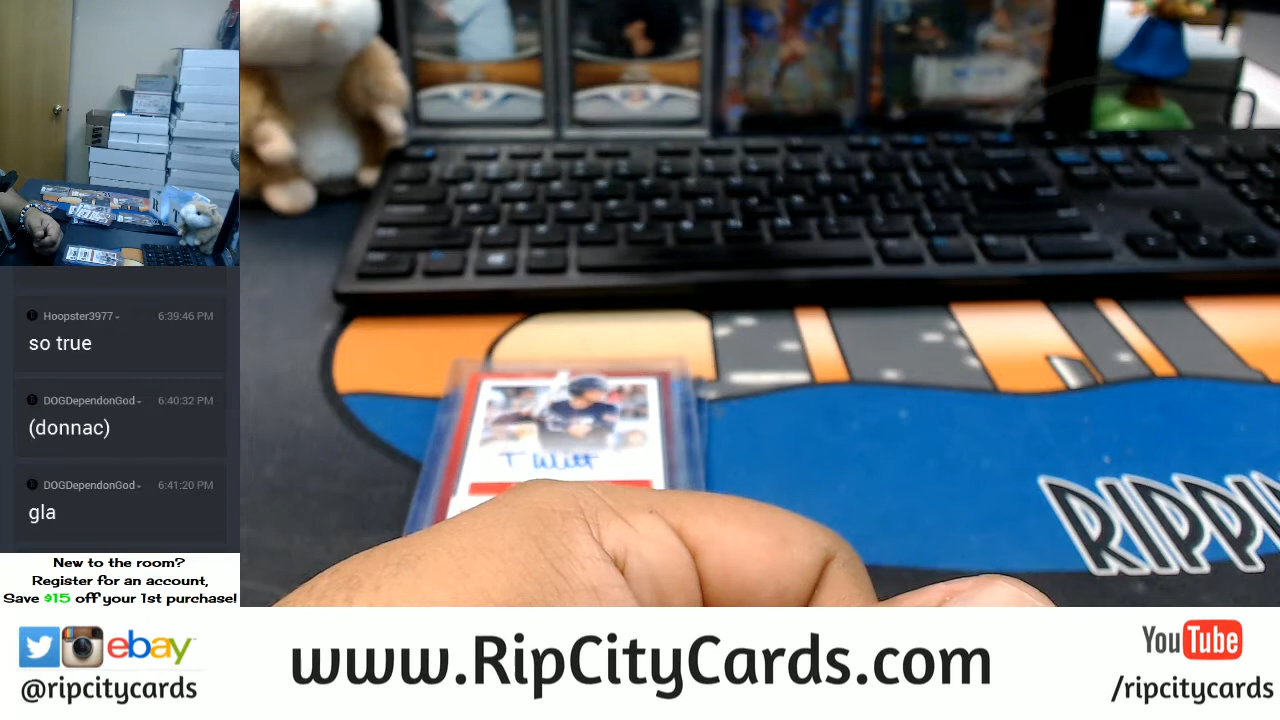 Hoopster3977
6:39:46 PM
so true
DOGDependonGod
6:40:32 PM
(donnac)
DOGDependonGod
6:41:20 PM
gla
New to the room?
Register for an account,
Save $15 off your 1st purchase!
T Witt
RIPPI
ebay
@ripcitycards
www.RipCityCards.com
YouTube
/ripcitycards